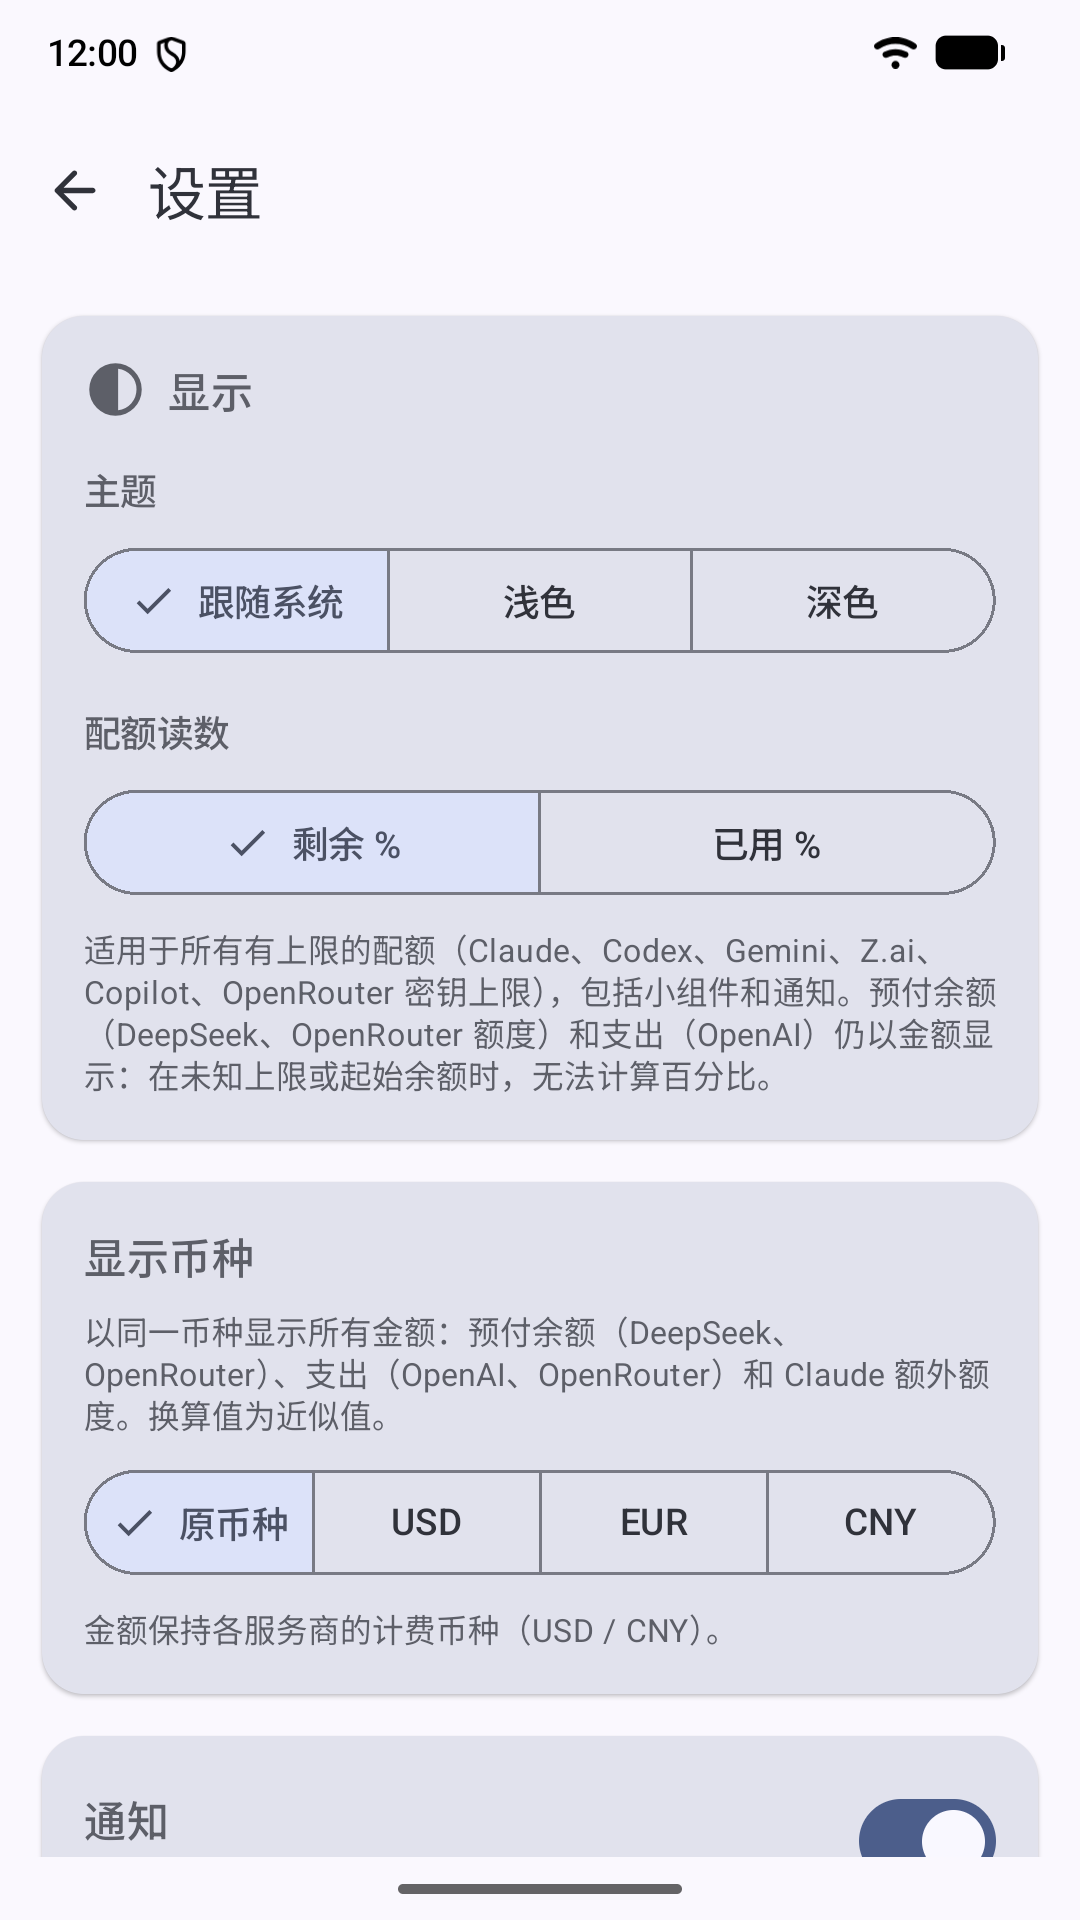 12:00
设置
显示
主题
跟随系统
浅色
深色
配额读数
剩余 %
已用 %
适用于所有有上限的配额（Claude、Codex、Gemini、Z.ai、
Copilot、OpenRouter 密钥上限），包括小组件和通知。预付余额
（DeepSeek、OpenRouter 额度）和支出（OpenAI）仍以金额显
示：在未知上限或起始余额时，无法计算百分比。
显示币种
以同一币种显示所有金额：预付余额（DeepSeek、
OpenRouter）、支出（OpenAI、OpenRouter）和 Claude 额外额
度。换算值为近似值。
原币种
USD
EUR
CNY
金额保持各服务商的计费币种（USD / CNY）。
通知